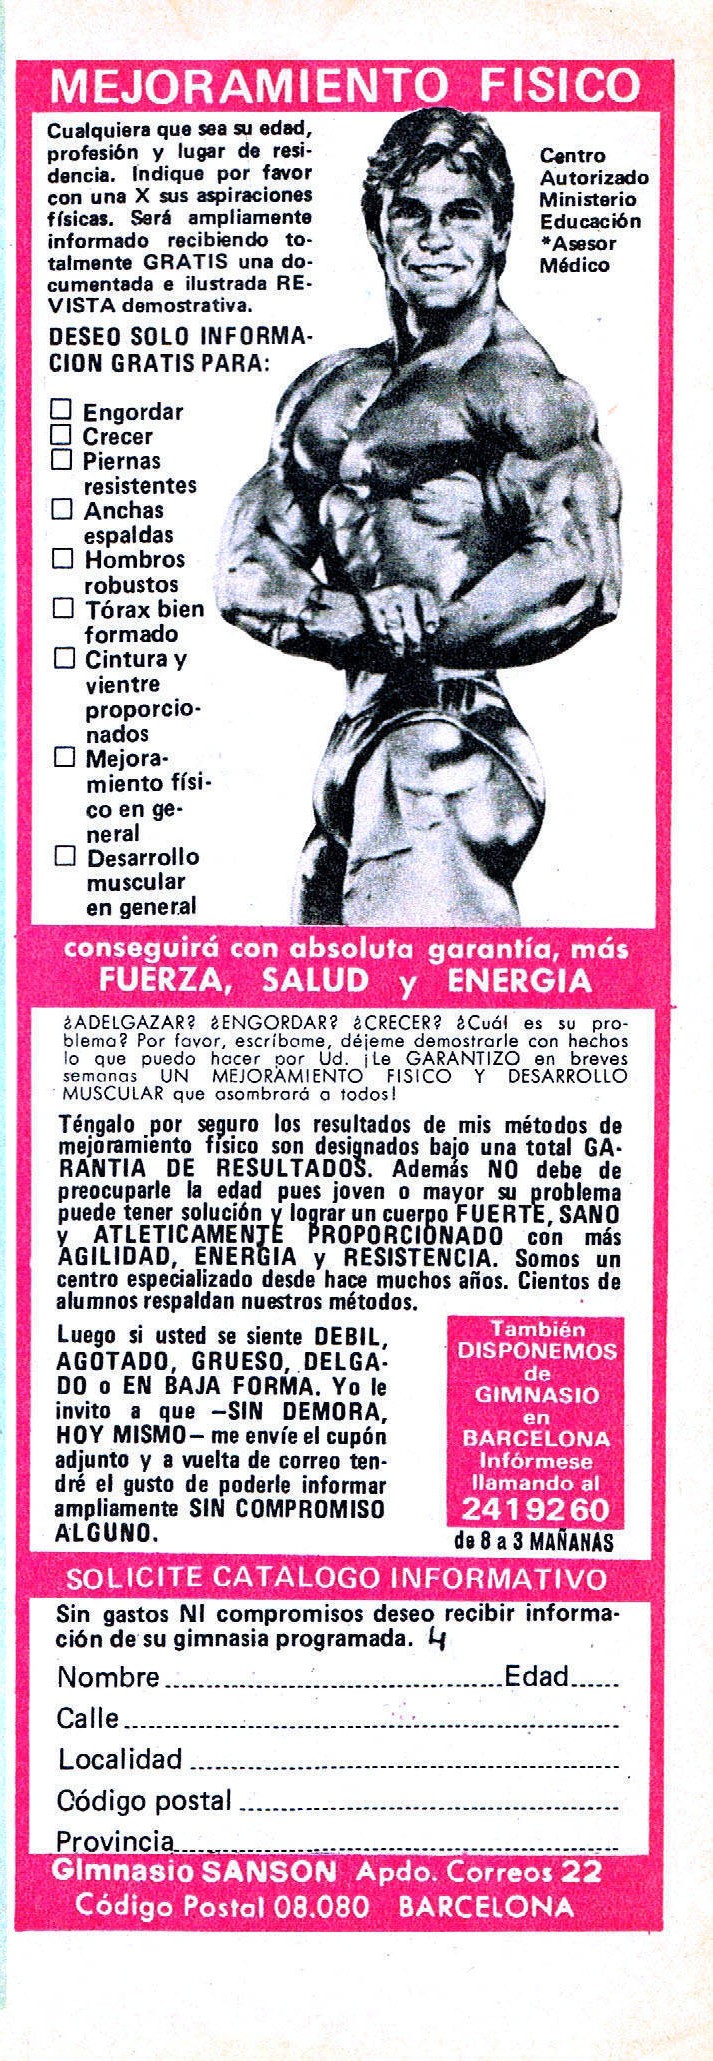 MEJORAMIENTO FISICO
Cualquiera que sea su edad,
profesión y lugar de resi-
dencia. Indique por favor
con una X sus aspiraciones
físicas. Será ampliamente
informado recibiendo to-
talmente GRATIS una do-
cumentada e ilustrada RE-
VISTA demostrativa.
Centro
Autorizado
Ministerio
Educación
*Asesor
Médico
DESEO SOLO INFORMA-
CION GRATIS PARA:
Engordar
Crecer
Piernas
resistentes
Anchas
espaldas
Hombros
robustos
Tórax bien
formado
Cintura y
vientre
proporcio-
nados
Mejora-
miento físi-
co en ge-
neral
Desarrollo
muscular
en general
conseguirá con absoluta garantía, más
FUERZA, SALUD y ENERGIA
¿ADELGAZAR? ¿ENGORDAR? ¿CRECER? ¿Cuál es su pro-
blema? Por favor, escríbame, déjeme demostrarle con hechos
lo que puedo hacer por Ud. ¡Le GARANTIZO en breves
semanas UN MEJORAMIENTO FISICO Y DESARROLLO
MUSCULAR que asombrará a todos!
Téngalo por seguro los resultados de mis métodos de
mejoramiento físico son designados bajo una total GA-
RANTIA DE RESULTADOS. Además NO debe de
preocuparle la edad pues joven o mayor su problema
puede tener solución y lograr un cuerpo FUERTE, SANO
y ATLETICAMENTE PROPORCIONADO con más
AGILIDAD, ENERGIA y RESISTENCIA. Somos un
centro especializado desde hace muchos años. Cientos de
alumnos respaldan nuestros métodos.
Luego si usted se siente DEBIL,
AGOTADO, GRUESO, DELGA-
DO o EN BAJA FORMA. Yo le
invito a que —SIN DEMORA,
HOY MISMO— me envíe el cupón
adjunto y a vuelta de correo ten-
dré el gusto de poderle informar
ampliamente SIN COMPROMISO
ALGUNO.
También
DISPONEMOS
de
GIMNASIO
en
BARCELONA
Infórmese
llamando al
2419260
de 8 a 3 MAÑANAS
SOLICITE CATALOGO INFORMATIVO
Sin gastos NI compromisos deseo recibir informa-
ción de su gimnasia programada. 4
Nombre Edad
Calle
Localidad
Código postal
Provincia
Gimnasio SANSON Apdo. Correos 22
Código Postal 08.080 BARCELONA